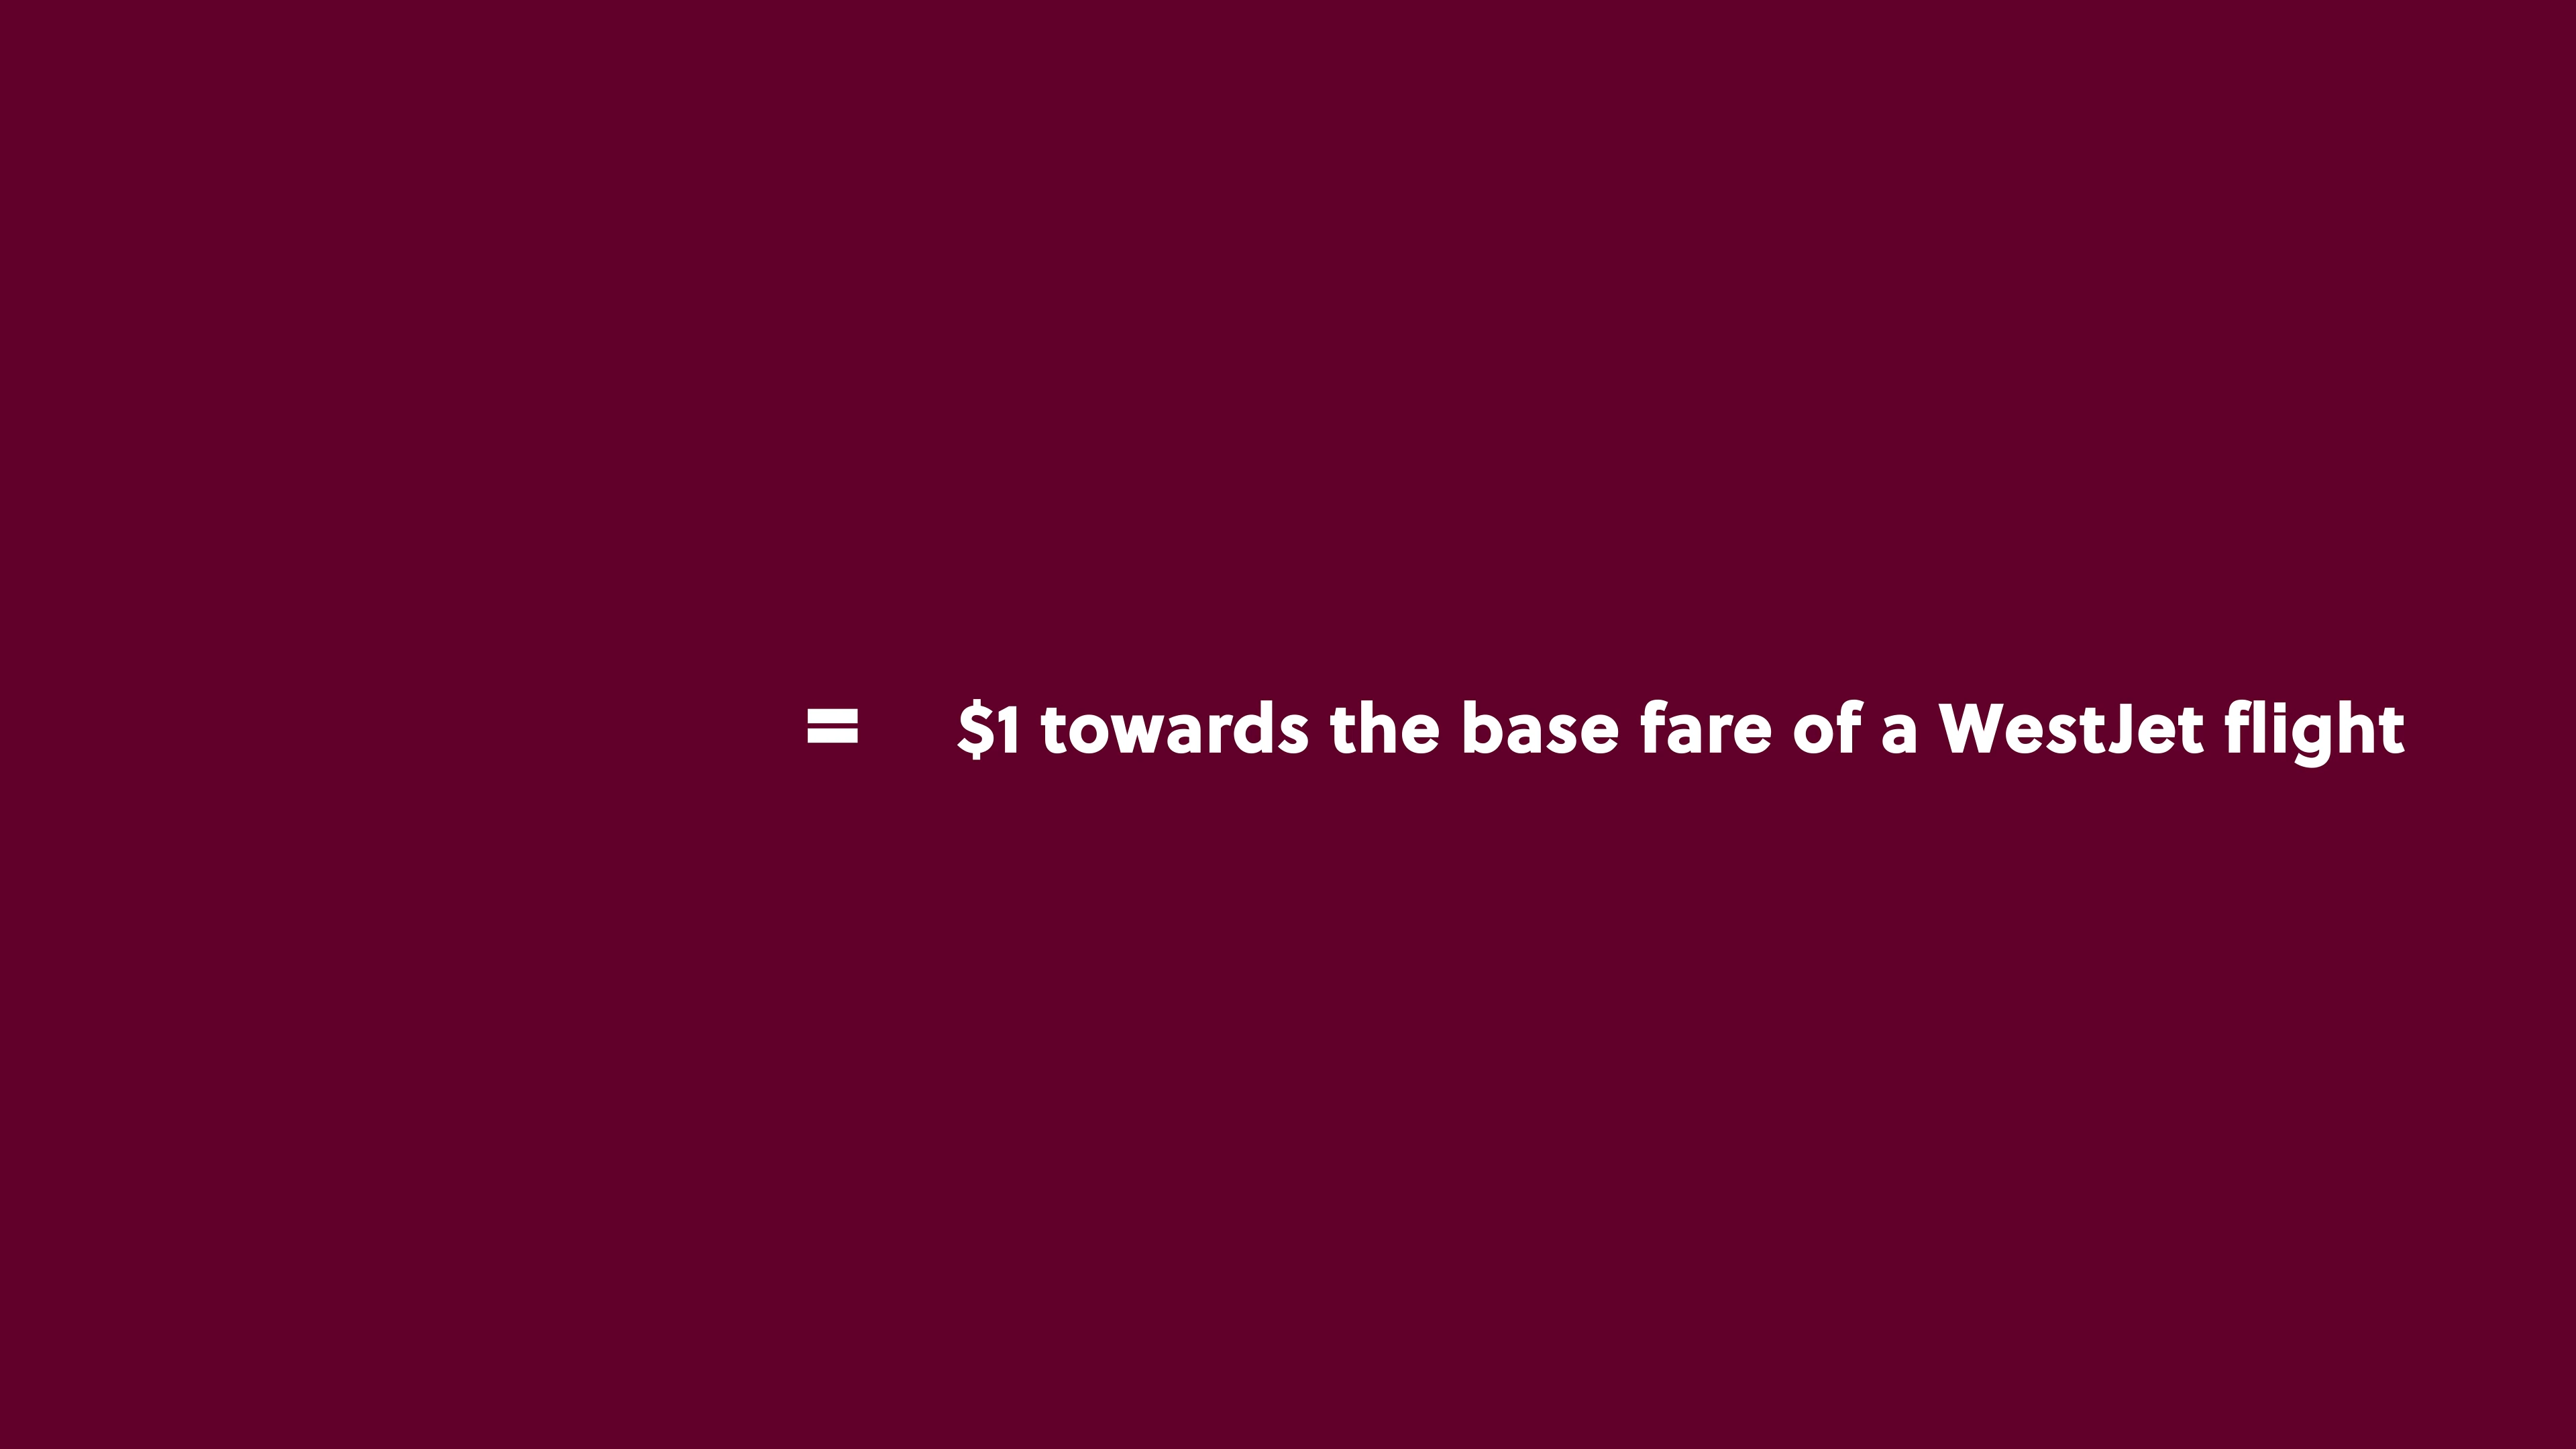 = $1 towards the base fare of a WestJet flight